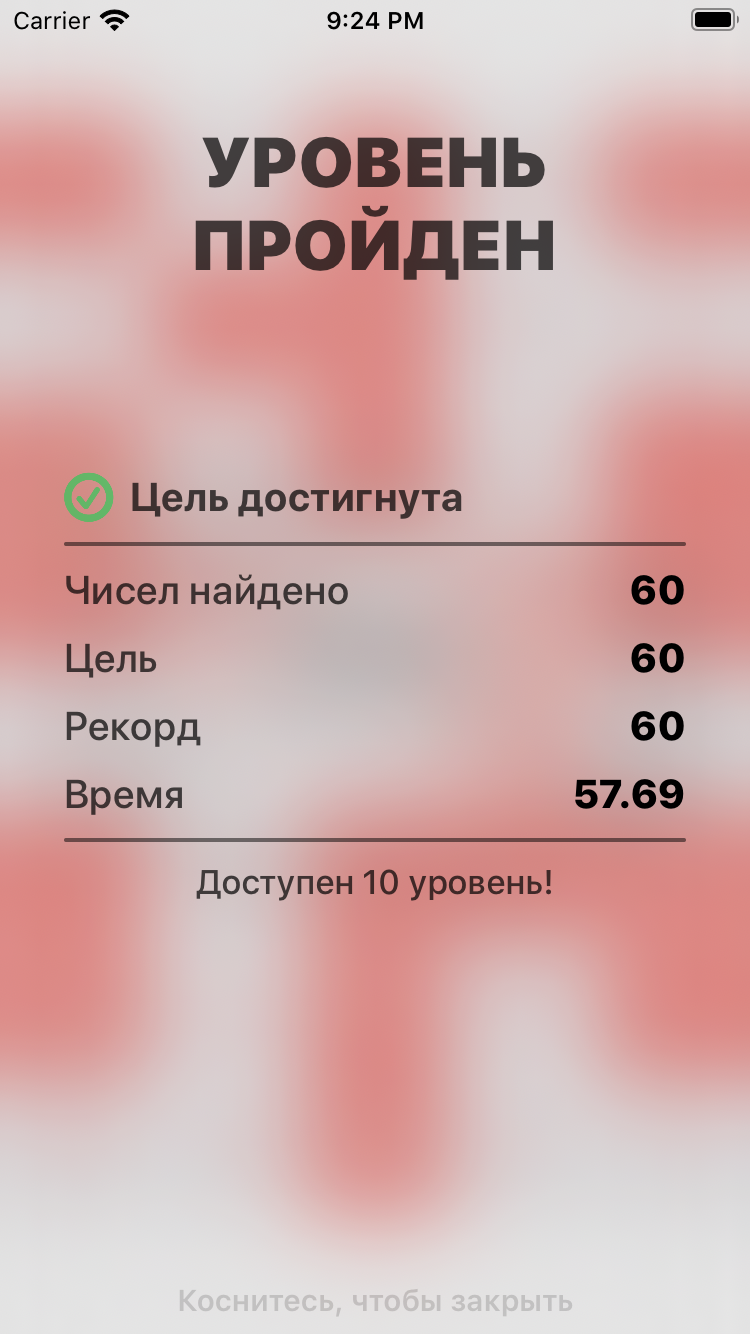 Carrier 9:24 PM
УРОВЕНЬ
ПРОЙДЕН
Цель достигнута
Чисел найдено 60
Цель 60
Рекорд 60
Время 57.69
Доступен 10 уровень!
Коснитесь, чтобы закрыть